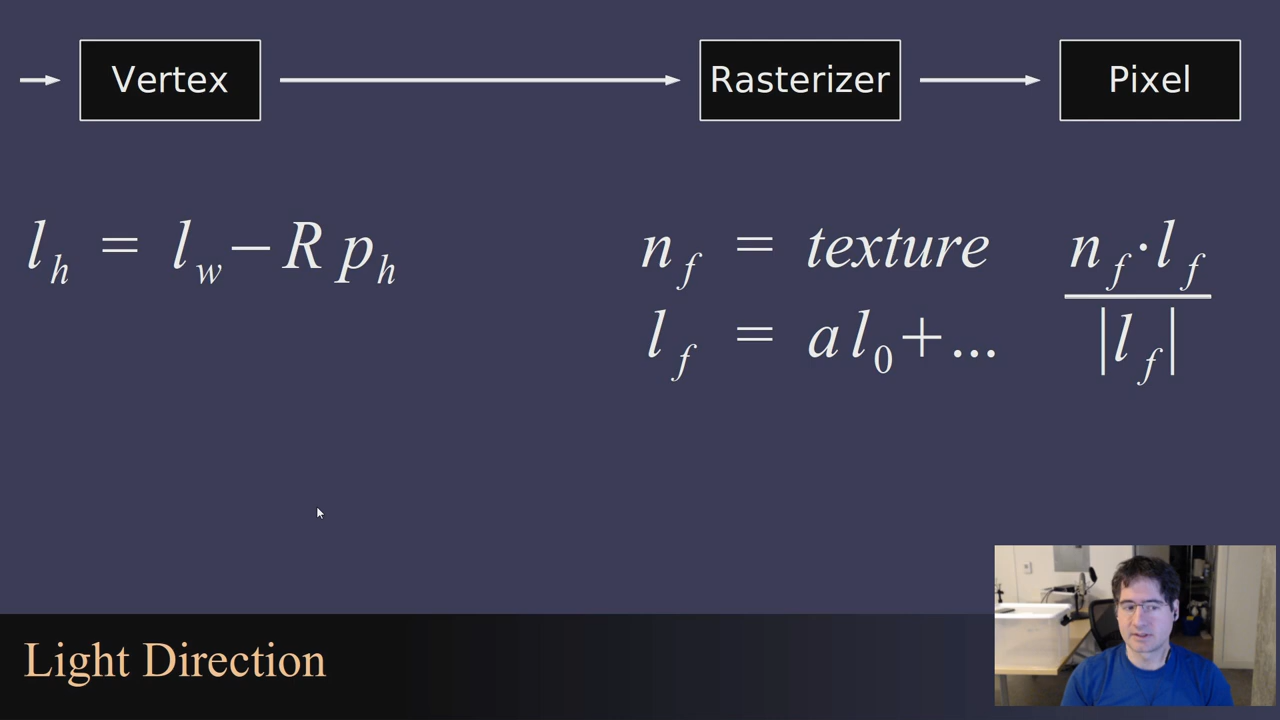 Vertex
Rasterizer
Pixel
l_h = l_w − R p_h
n_f = texture
l_f = a l_0 + ...
n_f · l_f / |l_f|
Light Direction